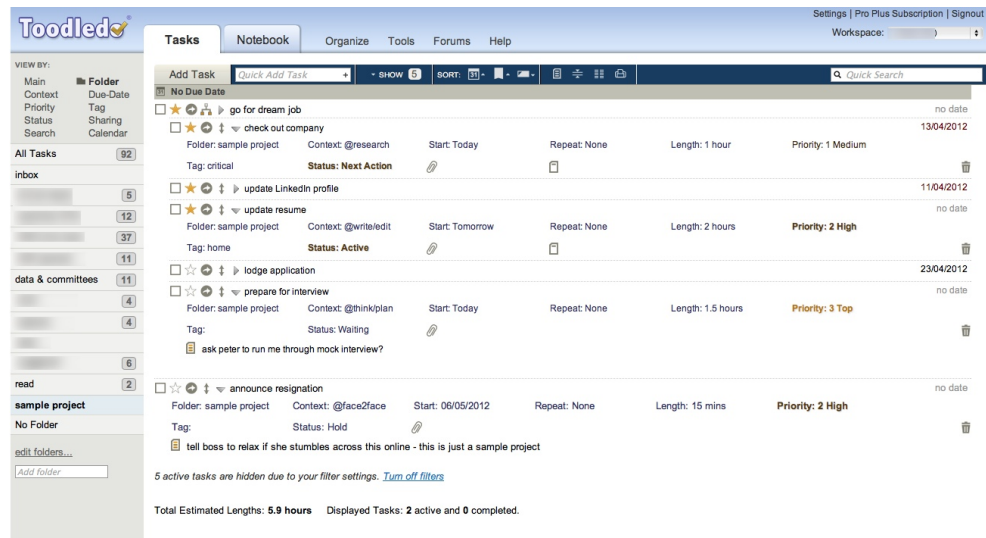 Toodledo
Settings | Pro Plus Subscription | Signout
Workspace:
Tasks Notebook Organize Tools Forums Help
VIEW BY:
Main Folder
Context Due-Date
Priority Tag
Status Sharing
Search Calendar
All Tasks 92
inbox
5
12
37
11
data & committees 11
4
4
6
read 2
sample project
No Folder
edit folders...
Add folder
Add Task Quick Add Task + SHOW 5 SORT: 31 Quick Search
31 No Due Date
go for dream job no date
check out company 13/04/2012
Folder: sample project Context: @research Start: Today Repeat: None Length: 1 hour Priority: 1 Medium
Tag: critical Status: Next Action
update LinkedIn profile 11/04/2012
update resume no date
Folder: sample project Context: @write/edit Start: Tomorrow Repeat: None Length: 2 hours Priority: 2 High
Tag: home Status: Active
lodge application 23/04/2012
prepare for interview no date
Folder: sample project Context: @think/plan Start: Today Repeat: None Length: 1.5 hours Priority: 3 Top
Tag: Status: Waiting
ask peter to run me through mock interview?
announce resignation no date
Folder: sample project Context: @face2face Start: 06/05/2012 Repeat: None Length: 15 mins Priority: 2 High
Tag: Status: Hold
tell boss to relax if she stumbles across this online - this is just a sample project
5 active tasks are hidden due to your filter settings. Turn off filters
Total Estimated Lengths: 5.9 hours Displayed Tasks: 2 active and 0 completed.